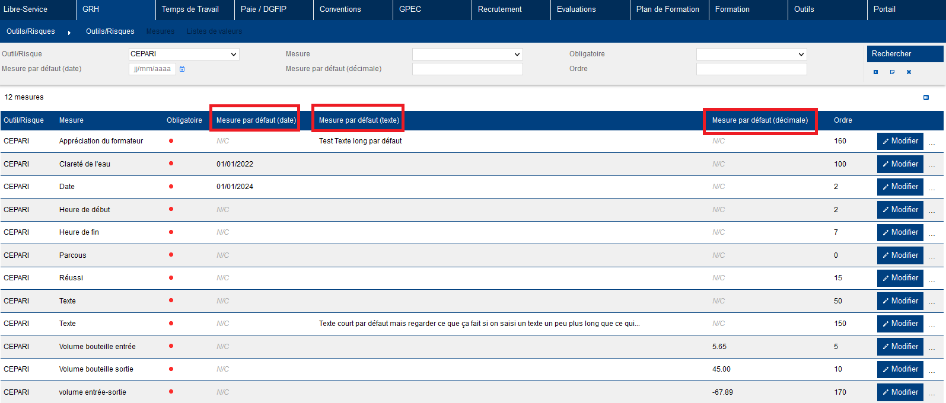 Libre-Service GRH Temps de Travail Paie / DGFIP Conventions GPEC Recrutement Evaluations Plan de Formation Formation Outils Portail
Outils/Risques Outils/Risques Mesures Listes de valeurs
Outil/Risque CEPARI Mesure Obligatoire Rechercher
Mesure par défaut (date) jj/mm/aaaa Mesure par défaut (décimale) Ordre
12 mesures
Outil/Risque Mesure Obligatoire Mesure par défaut (date) Mesure par défaut (texte) Mesure par défaut (décimale) Ordre
CEPARI Appréciation du formateur N/C Test Texte long par défaut N/C 160 Modifier ...
CEPARI Clareté de l'eau 01/01/2022 N/C 100 Modifier ...
CEPARI Date 01/01/2024 N/C 2 Modifier ...
CEPARI Heure de début N/C N/C 2 Modifier ...
CEPARI Heure de fin N/C N/C 7 Modifier ...
CEPARI Parcous N/C N/C 0 Modifier ...
CEPARI Réussi N/C N/C 15 Modifier ...
CEPARI Texte N/C N/C 50 Modifier ...
CEPARI Texte N/C Texte court par défaut mais regarder ce que ça fait si on saisi un texte un peu plus long que ce qui... N/C 150 Modifier ...
CEPARI Volume bouteille entrée N/C 5.65 5 Modifier ...
CEPARI Volume bouteille sortie N/C 45.00 10 Modifier ...
CEPARI volume entrée-sortie N/C -67.89 170 Modifier ...